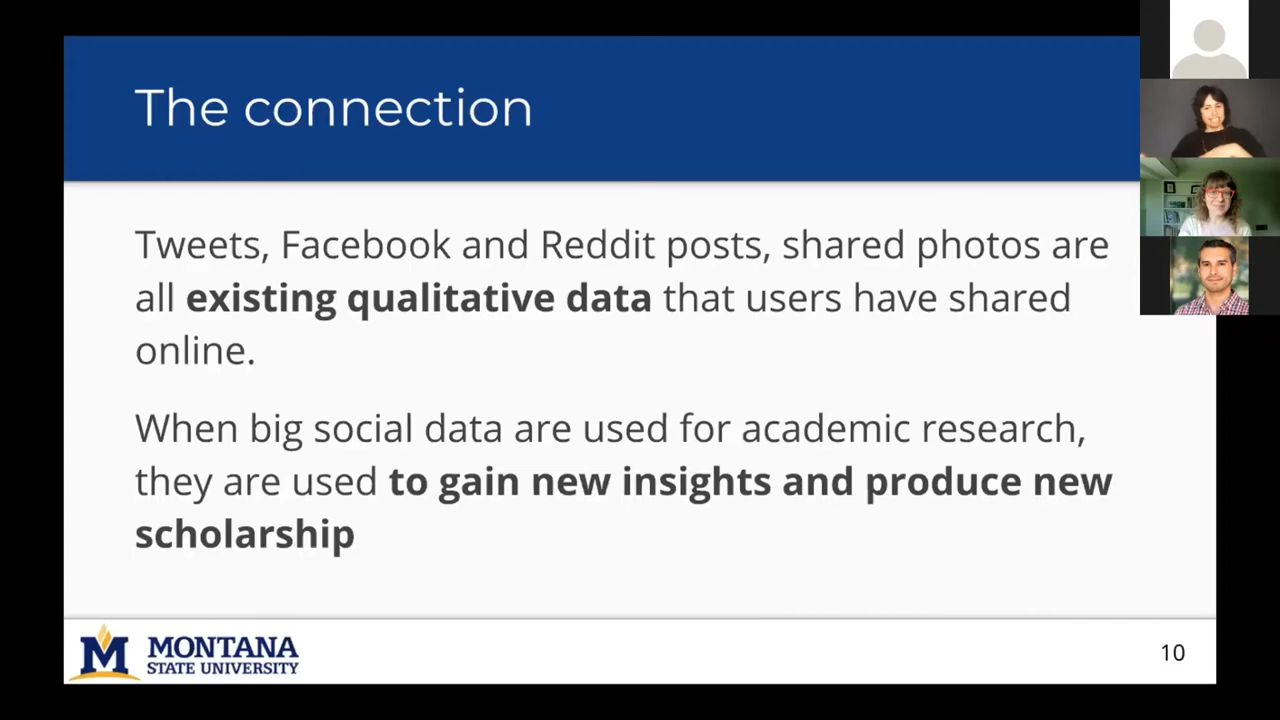 The connection
Tweets, Facebook and Reddit posts, shared photos are
all existing qualitative data that users have shared
online.
When big social data are used for academic research,
they are used to gain new insights and produce new
scholarship
M MONTANA
STATE UNIVERSITY
10